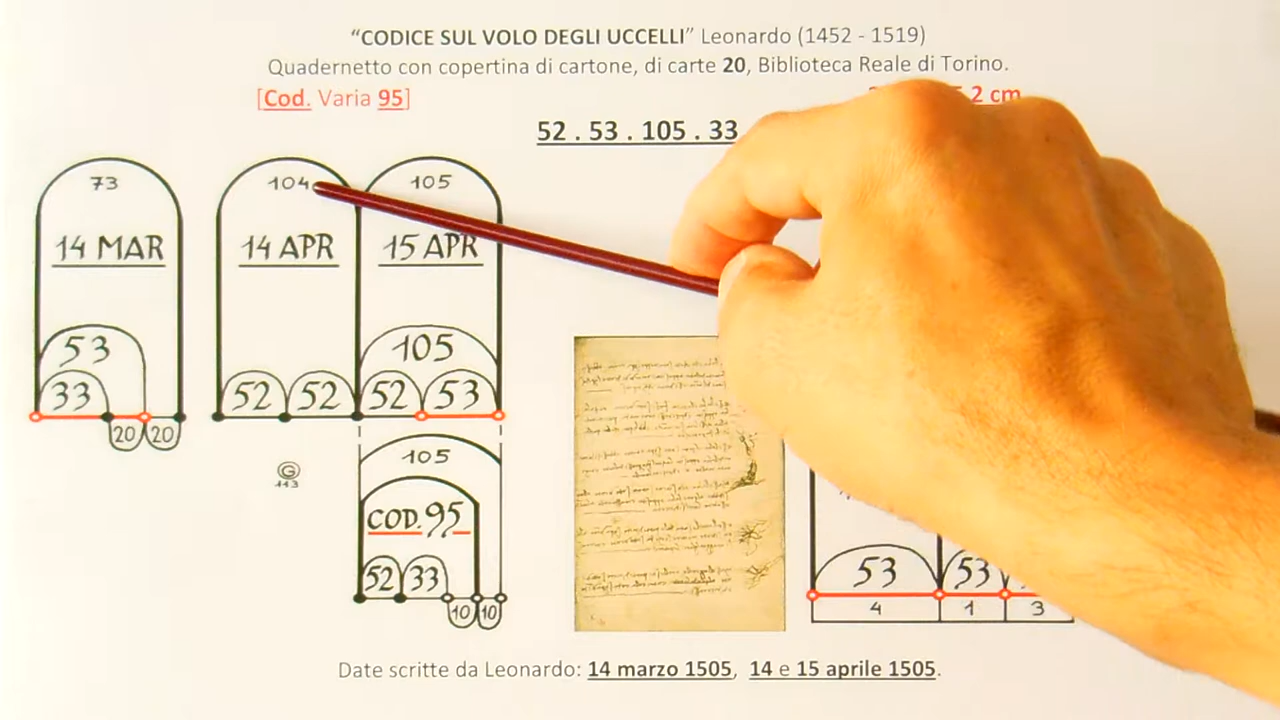 “CODICE SUL VOLO DEGLI UCCELLI” Leonardo (1452 - 1519)
Quadernetto con copertina di cartone, di carte 20, Biblioteca Reale di Torino.
[Cod. Varia 95]
2 cm
52 . 53 . 105 . 33
73
104
105
14 MAR
14 APR
15 APR
53
105
33
52
52
52
53
20
20
105
G
113
COD. 95
52
33
10
10
53
53
4
1
3
Date scritte da Leonardo: 14 marzo 1505, 14 e 15 aprile 1505.